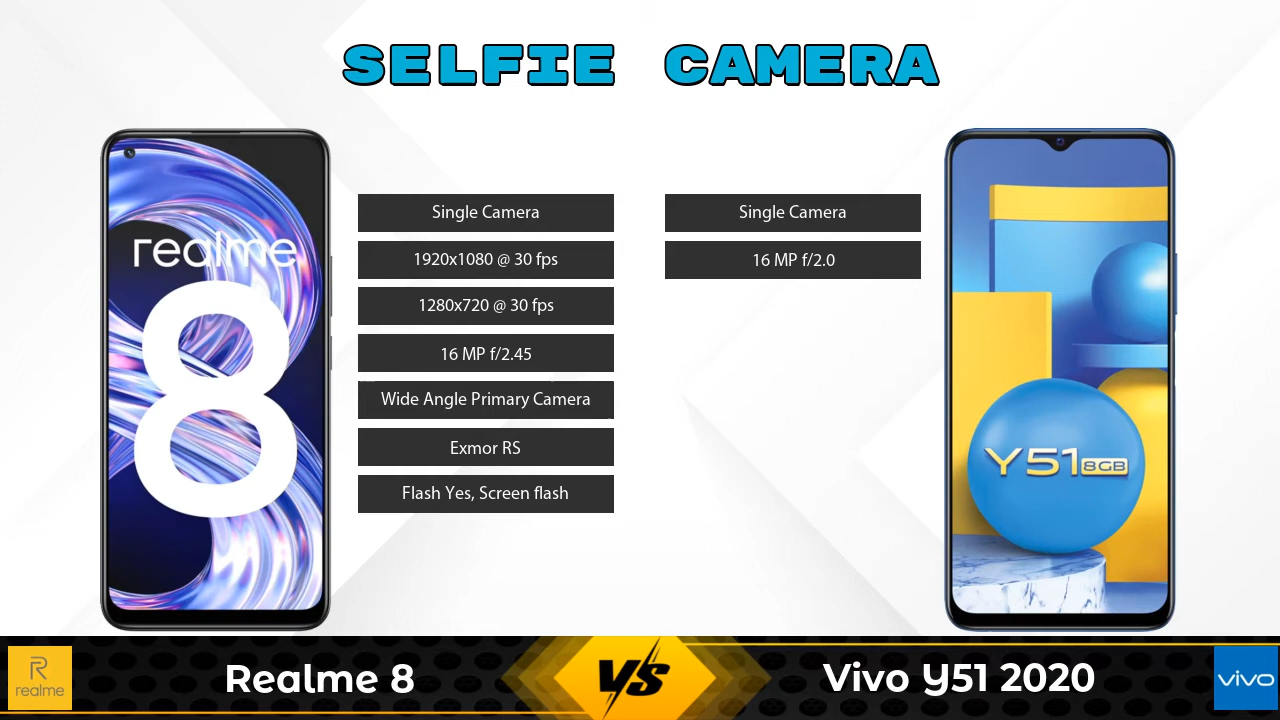 SELFIE CAMERA
realme
8
Single Camera
1920x1080 @ 30 fps
1280x720 @ 30 fps
16 MP f/2.45
Wide Angle Primary Camera
Exmor RS
Flash Yes, Screen flash
Single Camera
16 MP f/2.0
Y51 8GB
R
realme
Realme 8
VS
Vivo Y51 2020
vivo